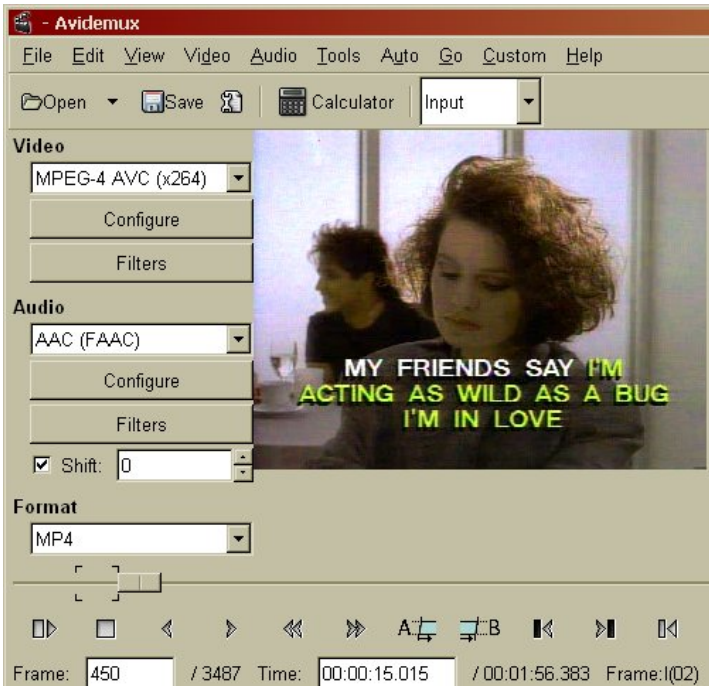 - Avidemux
File Edit View Video Audio Tools Auto Go Custom Help
Open Save Calculator Input
Video
MPEG-4 AVC (x264)
Configure
Filters
Audio
AAC (FAAC)
Configure
Filters
Shift: 0
Format
MP4
MY FRIENDS SAY I'M
ACTING AS WILD AS A BUG
I'M IN LOVE
A B
Frame: 450 / 3487 Time: 00:00:15.015 / 00:01:56.383 Frame:I(02)